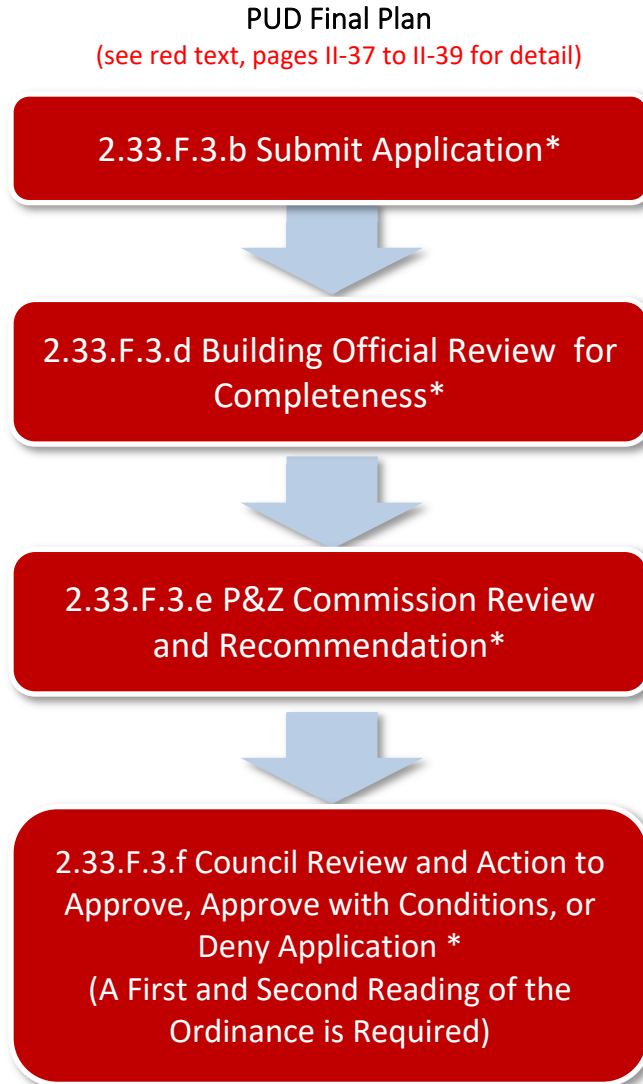 PUD Final Plan
(see red text, pages II-37 to II-39 for detail)
2.33.F.3.b Submit Application*
2.33.F.3.d Building Official Review for
Completeness*
2.33.F.3.e P&Z Commission Review
and Recommendation*
2.33.F.3.f Council Review and Action to
Approve, Approve with Conditions, or
Deny Application *
(A First and Second Reading of the
Ordinance is Required)